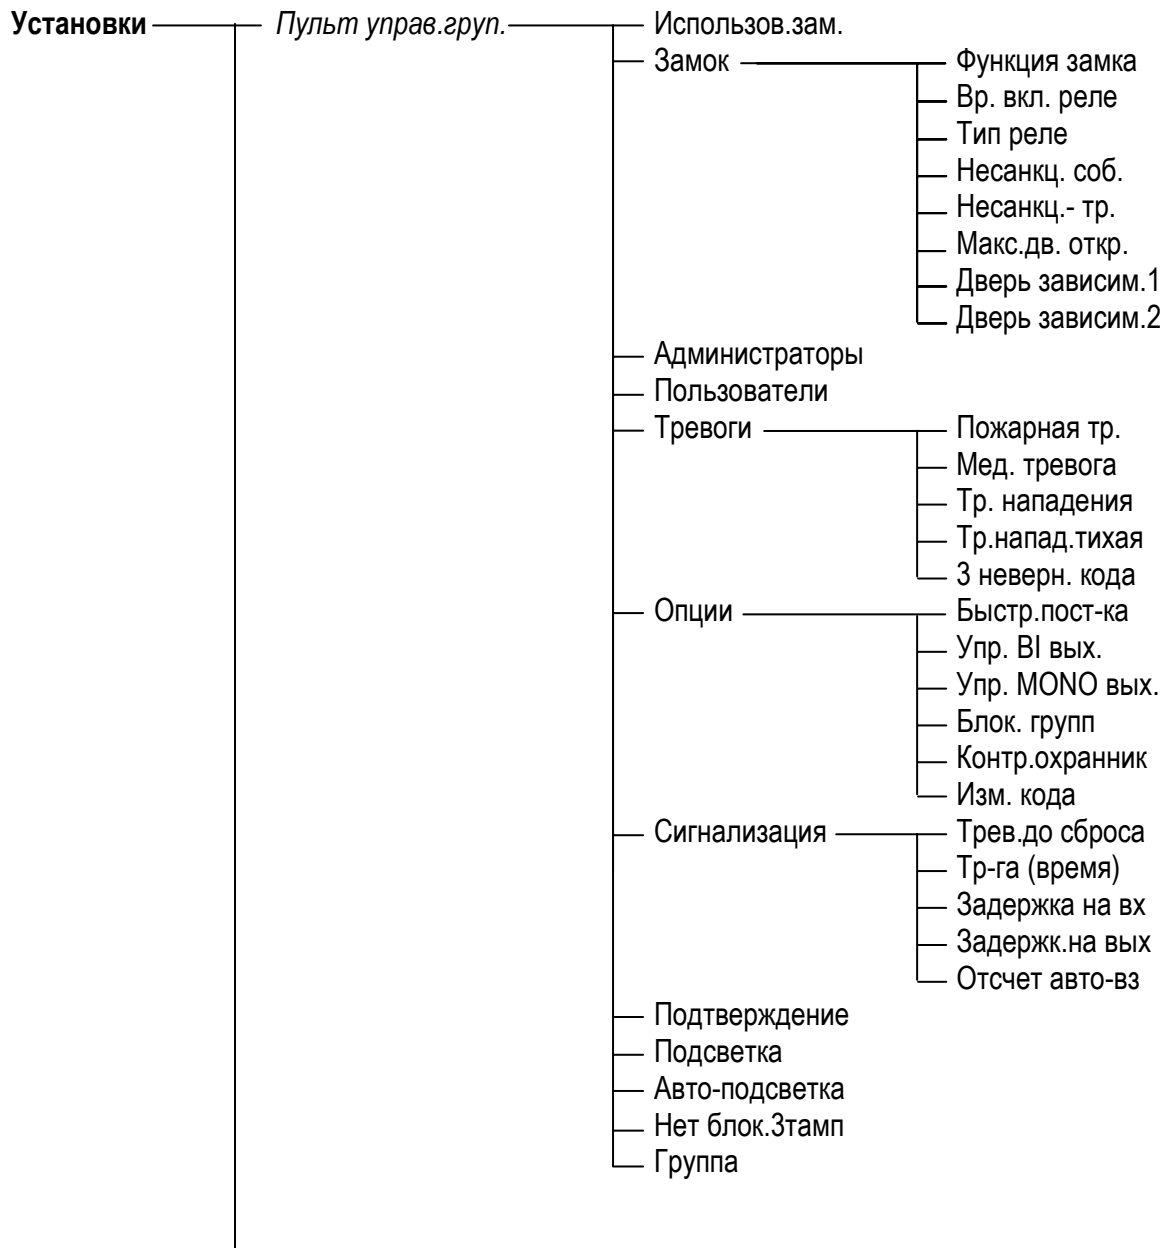 Установки Пульт управ.груп. Использов.зам.
Замок Функция замка
Вр. вкл. реле
Тип реле
Несанкц. соб.
Несанкц.- тр.
Макс.дв. откр.
Дверь зависим.1
Дверь зависим.2
Администраторы
Пользователи
Тревоги Пожарная тр.
Мед. тревога
Тр. нападения
Тр.напад.тихая
3 неверн. кода
Опции Быстр.пост-ка
Упр. BI вых.
Упр. MONO вых.
Блок. групп
Контр.охранник
Изм. кода
Сигнализация Трев.до сброса
Тр-га (время)
Задержка на вх
Задержк.на вых
Отсчет авто-вз
Подтверждение
Подсветка
Авто-подсветка
Нет блок.3тамп
Группа